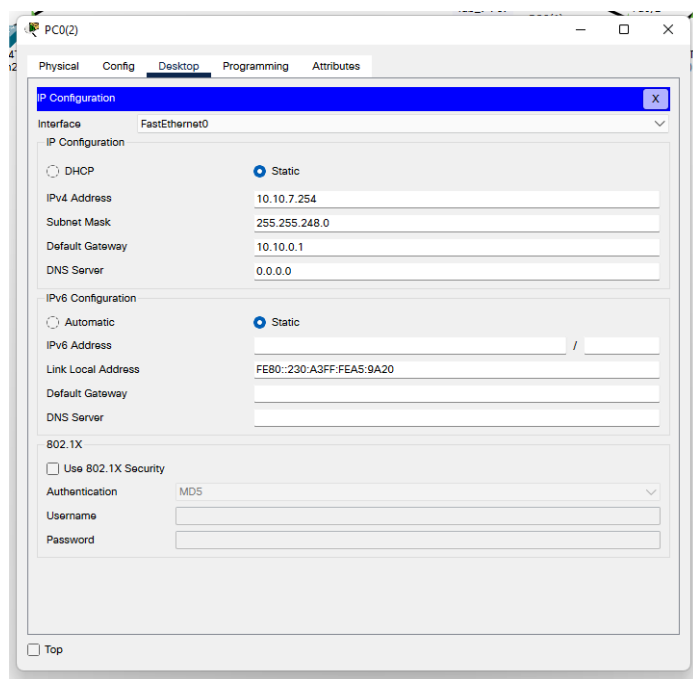 PC0(2)
Physical Config Desktop Programming Attributes
IP Configuration X
Interface FastEthernet0
IP Configuration
DHCP Static
IPv4 Address 10.10.7.254
Subnet Mask 255.255.248.0
Default Gateway 10.10.0.1
DNS Server 0.0.0.0
IPv6 Configuration
Automatic Static
IPv6 Address /
Link Local Address FE80::230:A3FF:FEA5:9A20
Default Gateway
DNS Server
802.1X
Use 802.1X Security
Authentication MD5
Username
Password
Top